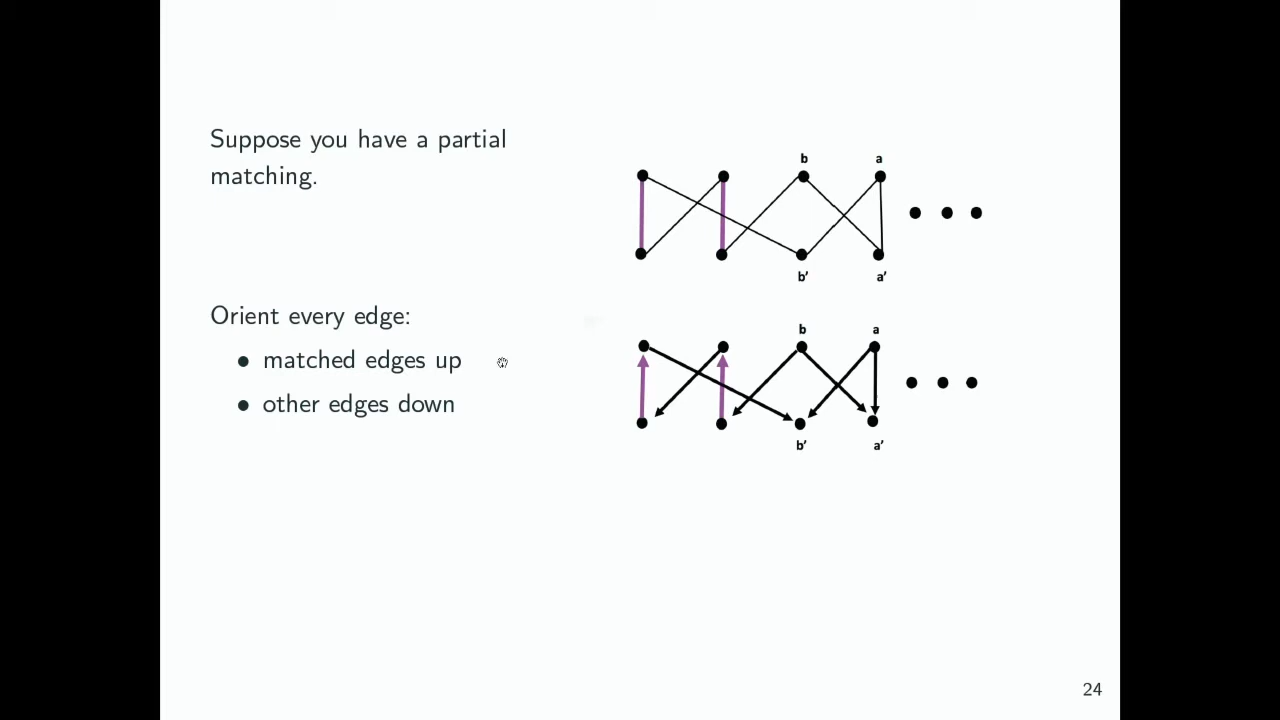 Suppose you have a partial
matching.
b a
b' a'
Orient every edge:
• matched edges up
• other edges down
b a
b' a'
24